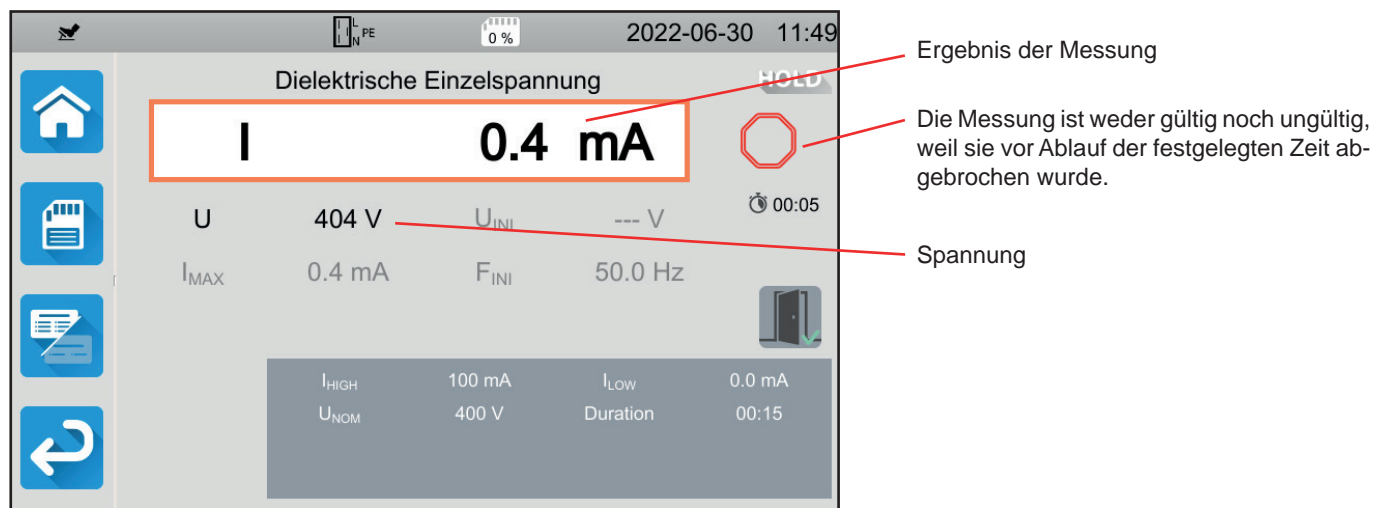 L
N PE
0 %
2022-06-30 11:49
Dielektrische Einzelspannung
HOLD
I 0.4 mA
00:05
U 404 V UINI --- V
IMAX 0.4 mA FINI 50.0 Hz
IHIGH 100 mA ILOW 0.0 mA
UNOM 400 V Duration 00:15
Ergebnis der Messung
Die Messung ist weder gültig noch ungültig,
weil sie vor Ablauf der festgelegten Zeit ab-
gebrochen wurde.
Spannung